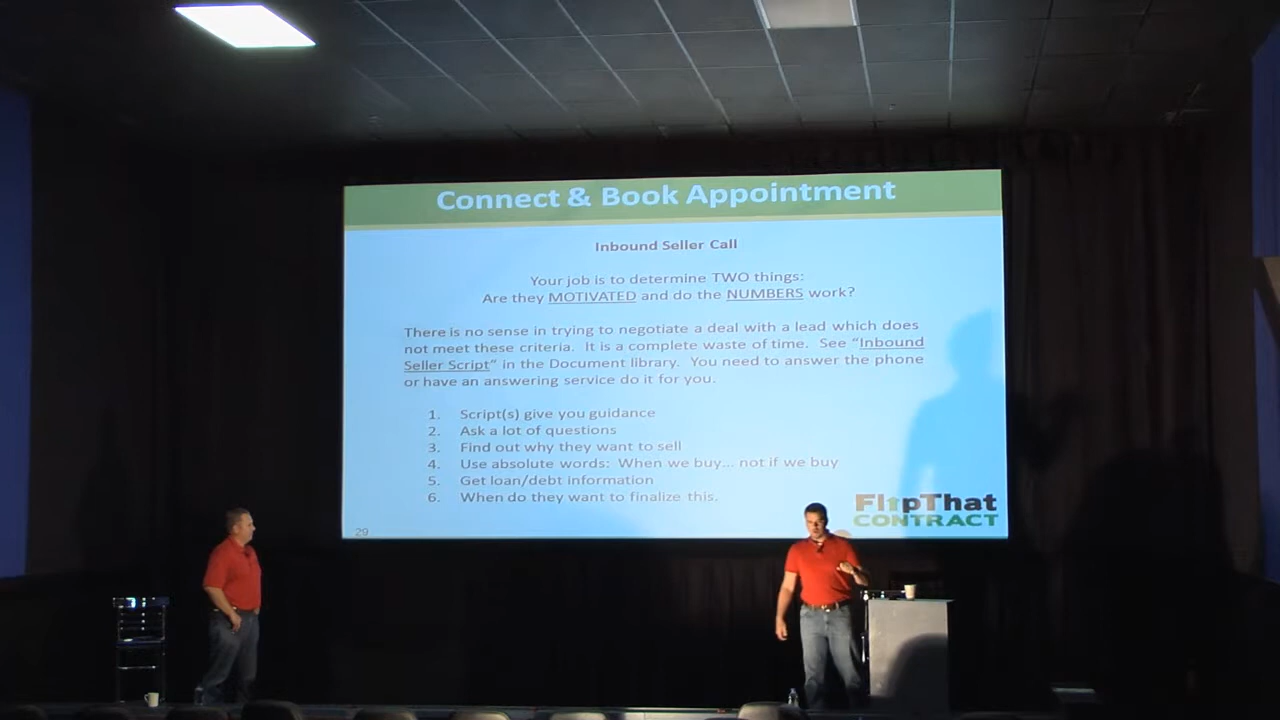 Connect & Book Appointment
Inbound Seller Call
Your job is to determine TWO things:
Are they MOTIVATED and do the NUMBERS work?
There is no sense in trying to negotiate a deal with a lead which does
not meet these criteria. It is a complete waste of time. See "Inbound
Seller Script" in the Document library. You need to answer the phone
or have an answering service do it for you.
1. Script(s) give you guidance
2. Ask a lot of questions
3. Find out why they want to sell
4. Use absolute words: When we buy... not if we buy
5. Get loan/debt information
6. When do they want to finalize this.
FlipThat
CONTRACT
29